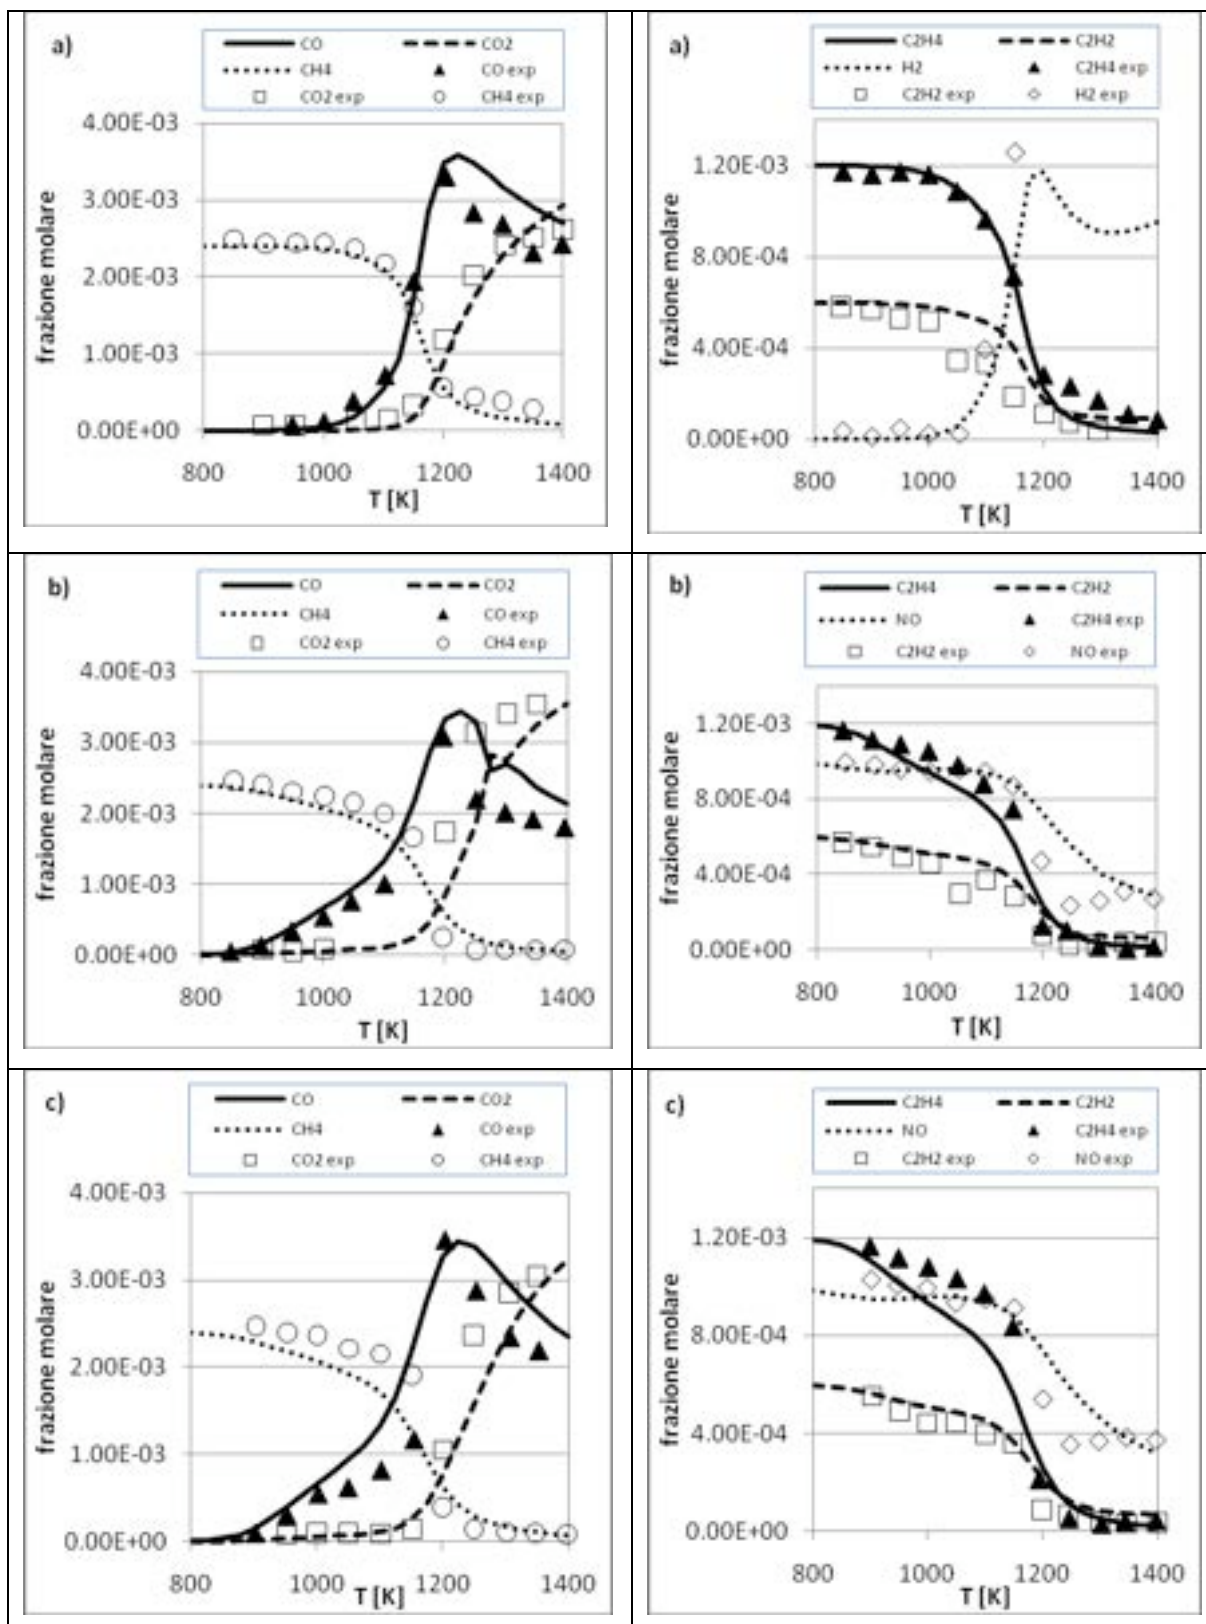 a)
CO CO2
CH4 CO exp
CO2 exp CH4 exp
4.00E-03
3.00E-03
2.00E-03
1.00E-03
0.00E+00
frazione molare
800 1000 1200 1400
T [K]
a)
C2H4 C2H2
H2 C2H4 exp
C2H2 exp H2 exp
1.20E-03
8.00E-04
4.00E-04
0.00E+00
frazione molare
800 1000 1200 1400
T [K]
b)
CO CO2
CH4 CO exp
CO2 exp CH4 exp
4.00E-03
3.00E-03
2.00E-03
1.00E-03
0.00E+00
frazione molare
800 1000 1200 1400
T [K]
b)
C2H4 C2H2
NO C2H4 exp
C2H2 exp NO exp
1.20E-03
8.00E-04
4.00E-04
0.00E+00
frazione molare
800 1000 1200 1400
T [K]
c)
CO CO2
CH4 CO exp
CO2 exp CH4 exp
4.00E-03
3.00E-03
2.00E-03
1.00E-03
0.00E+00
frazione molare
800 1000 1200 1400
T [K]
c)
C2H4 C2H2
NO C2H4 exp
C2H2 exp NO exp
1.20E-03
8.00E-04
4.00E-04
0.00E+00
frazione molare
800 1000 1200 1400
T [K]